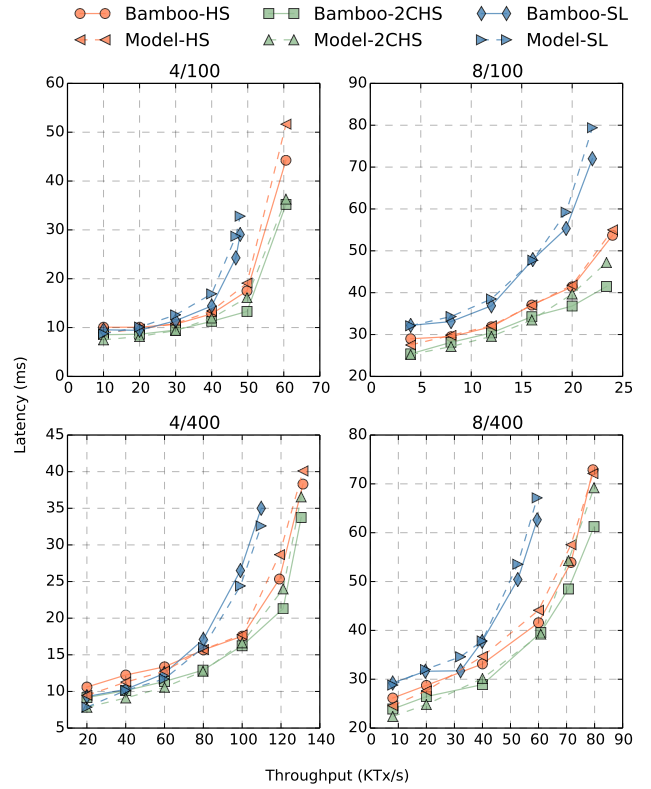 Bamboo-HS Bamboo-2CHS Bamboo-SL
Model-HS Model-2CHS Model-SL
4/100 8/100
60 50 40 30 20 10 0
0 10 20 30 40 50 60 70
90 80 70 60 50 40 30 20
0 5 10 15 20 25
Latency (ms)
4/400 8/400
45 40 35 30 25 20 15 10 5
20 40 60 80 100 120 140
80 70 60 50 40 30 20
0 10 20 30 40 50 60 70 80 90
Throughput (KTx/s)